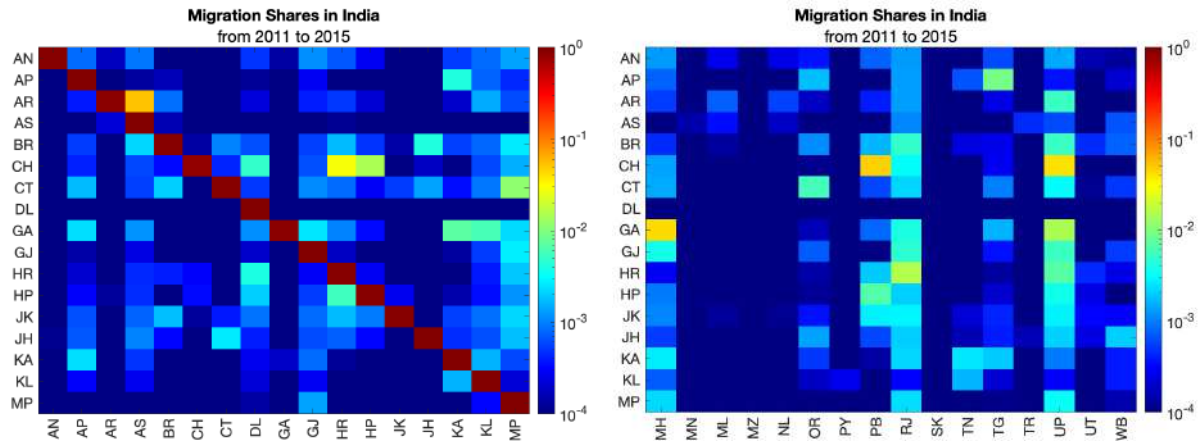 Migration Shares in India
from 2011 to 2015
AN
AP
AR
AS
BR
CH
CT
DL
GA
GJ
HR
HP
JK
JH
KA
KL
MP
AN AP AR AS BR CH CT DL GA GJ HR HP JK JH KA KL MP
10^0
10^-1
10^-2
10^-3
10^-4
Migration Shares in India
from 2011 to 2015
AN
AP
AR
AS
BR
CH
CT
DL
GA
GJ
HR
HP
JK
JH
KA
KL
MP
MH MN ML MZ NL OR PY PB RJ SK TN TG TR UP UT WB
10^0
10^-1
10^-2
10^-3
10^-4